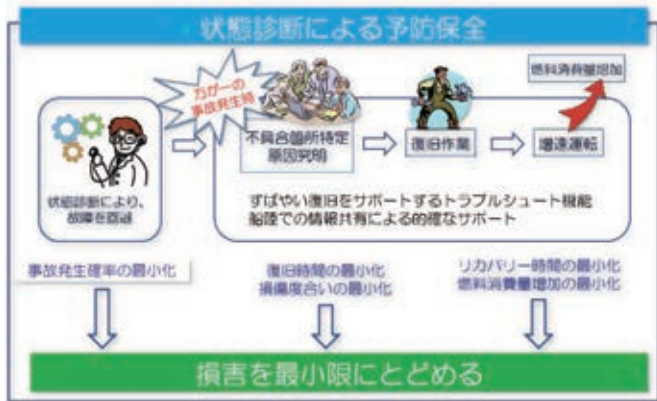 状態診断による予防保全
万が一の
事故発生時
燃料消費量増加
不具合箇所特定
原因究明
復旧作業
増速運転
状態診断により、
故障を回避
すばやい復旧をサポートするトラブルシュート機能
船陸での情報共有による的確なサポート
事故発生確率の最小化
復旧時間の最小化
損傷度合いの最小化
リカバリー時間の最小化
燃料消費量増加の最小化
損害を最小限にとどめる